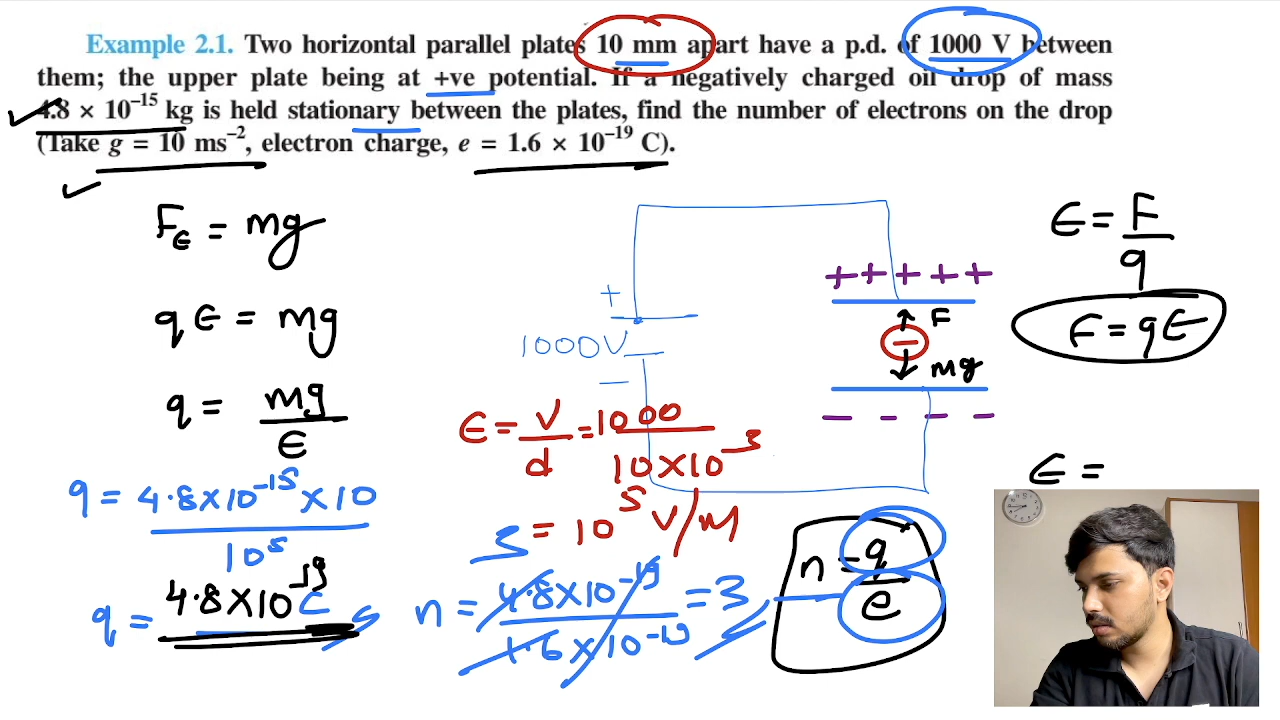 Example 2.1. Two horizontal parallel plates 10 mm apart have a p.d. of 1000 V between
them; the upper plate being at +ve potential. If a negatively charged oil drop of mass
4.8 × 10⁻¹⁵ kg is held stationary between the plates, find the number of electrons on the drop
(Take g = 10 ms⁻², electron charge, e = 1.6 × 10⁻¹⁹ C).
F_E = mg
qE = mg
q = mg/E
q = 4.8×10⁻¹⁵ × 10 / 10⁵
q = 4.8×10⁻¹⁹ C
+
1000V
−
+ + + + +
F
−
mg
− − − − −
E = V/d = 1000 / 10×10⁻³
= 10⁵ V/M
n = 4.8×10⁻¹⁹ / 1.6×10⁻¹⁹ = 3
3
n = q/e
E = F/q
F = qE
E =